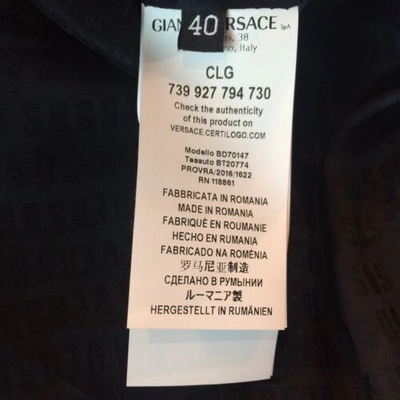 40
GIAN RSACE SpA
ni, 38
no, Italy
CLG
739 927 794 730
Check the authenticity
of this product on
VERSACE.CERTILOGO.COM
Modello BD70147
Tessuto BT20774
PROVRA/2016/1622
RN 118861
FABBRICATA IN ROMANIA
MADE IN ROMANIA
FABRIQUÉ EN ROUMANIE
HECHO EN RUMANIA
FABRICADO NA ROMÉNIA
罗马尼亚制造
СДЕЛАНО В РУМЫНИИ
ルーマニア製
HERGESTELLT IN RUMÄNIEN